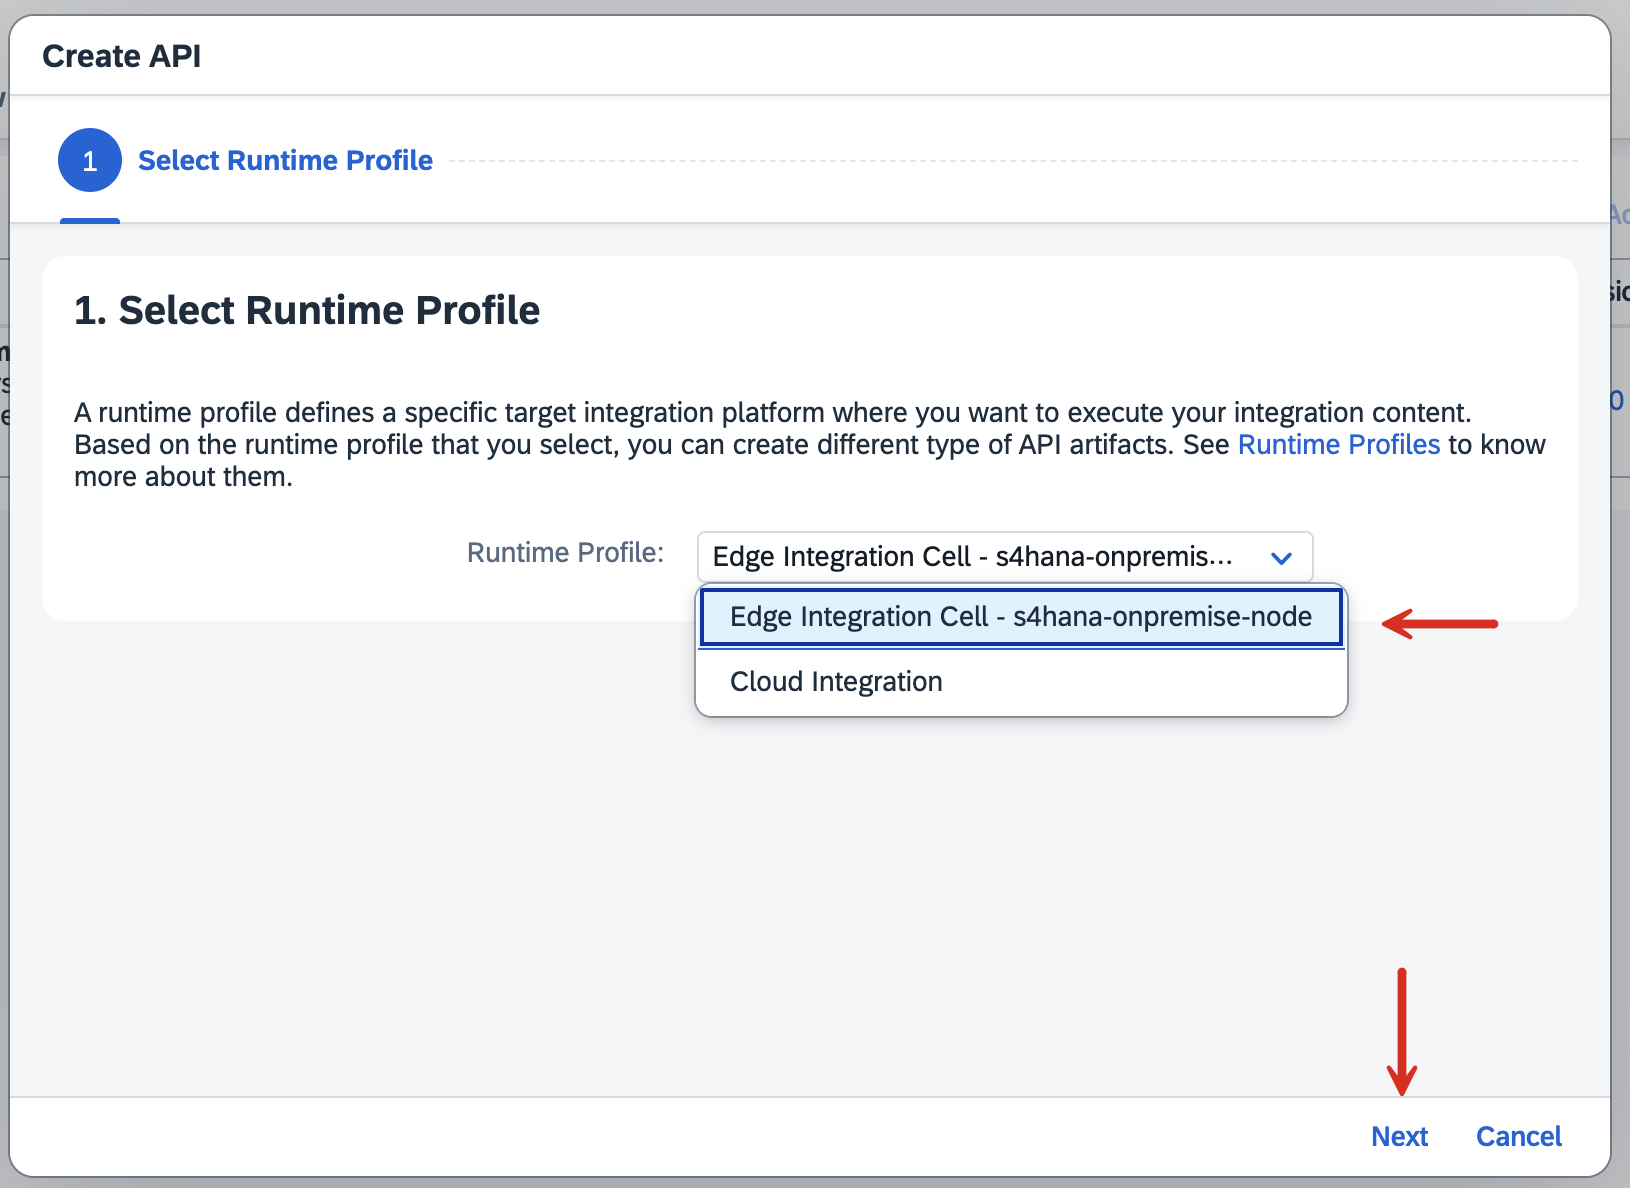 Create API
1 Select Runtime Profile
1. Select Runtime Profile
A runtime profile defines a specific target integration platform where you want to execute your integration content.
Based on the runtime profile that you select, you can create different type of API artifacts. See Runtime Profiles to know
more about them.
Runtime Profile: Edge Integration Cell - s4hana-onpremis...
Edge Integration Cell - s4hana-onpremise-node
Cloud Integration
Next Cancel